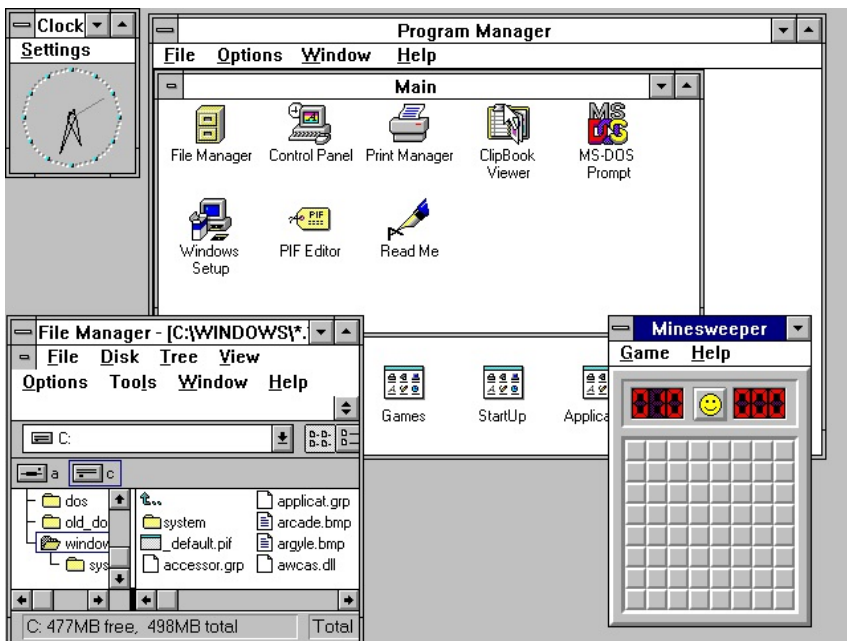 Clock
Settings
Program Manager
File Options Window Help
Main
File Manager
Control Panel
Print Manager
ClipBook
Viewer
MS-DOS
Prompt
MS
DOS
Windows
Setup
PIF
PIF Editor
Read Me
File Manager - [C:\WINDOWS\*.
File Disk Tree View
Options Tools Window Help
C:
a c
dos
old_do
window
sys
system
_default.pif
accessor.grp
applicat.grp
arcade.bmp
argyle.bmp
awcas.dll
C: 477MB free, 498MB total
Total
Games
StartUp
Applica
Minesweeper
Game Help